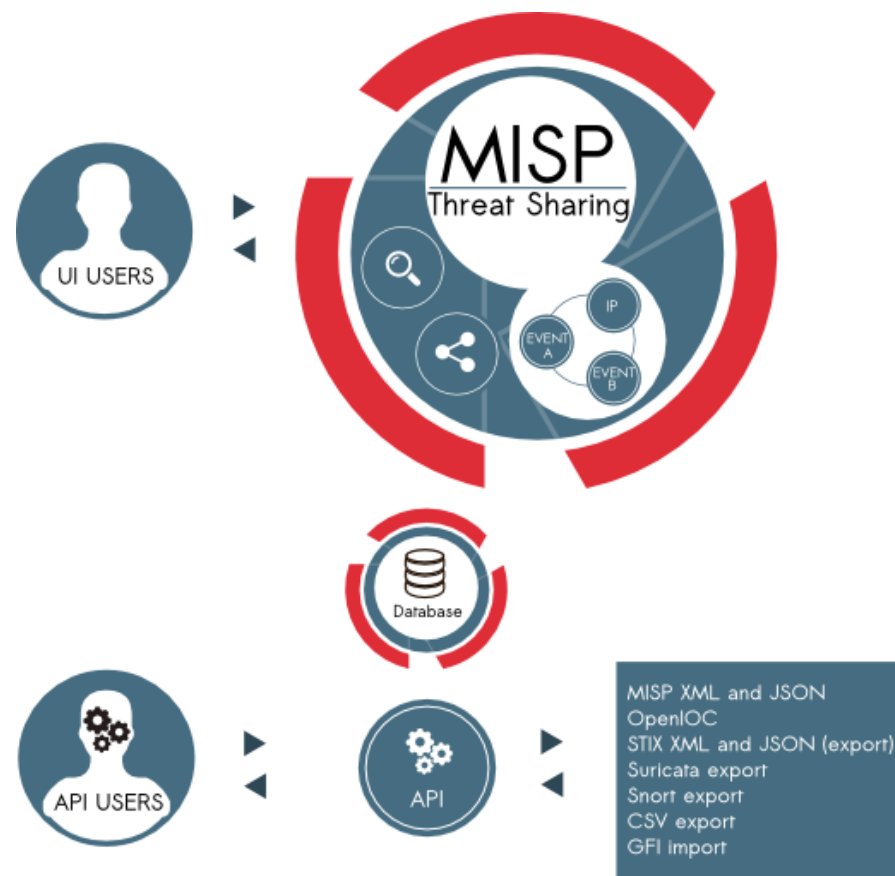 MISP
Threat Sharing
UI USERS
IP
EVENT
A
EVENT
B
Database
API USERS
API
MISP XML and JSON
OpenIOC
STIX XML and JSON (export)
Suricata export
Snort export
CSV export
GFI import